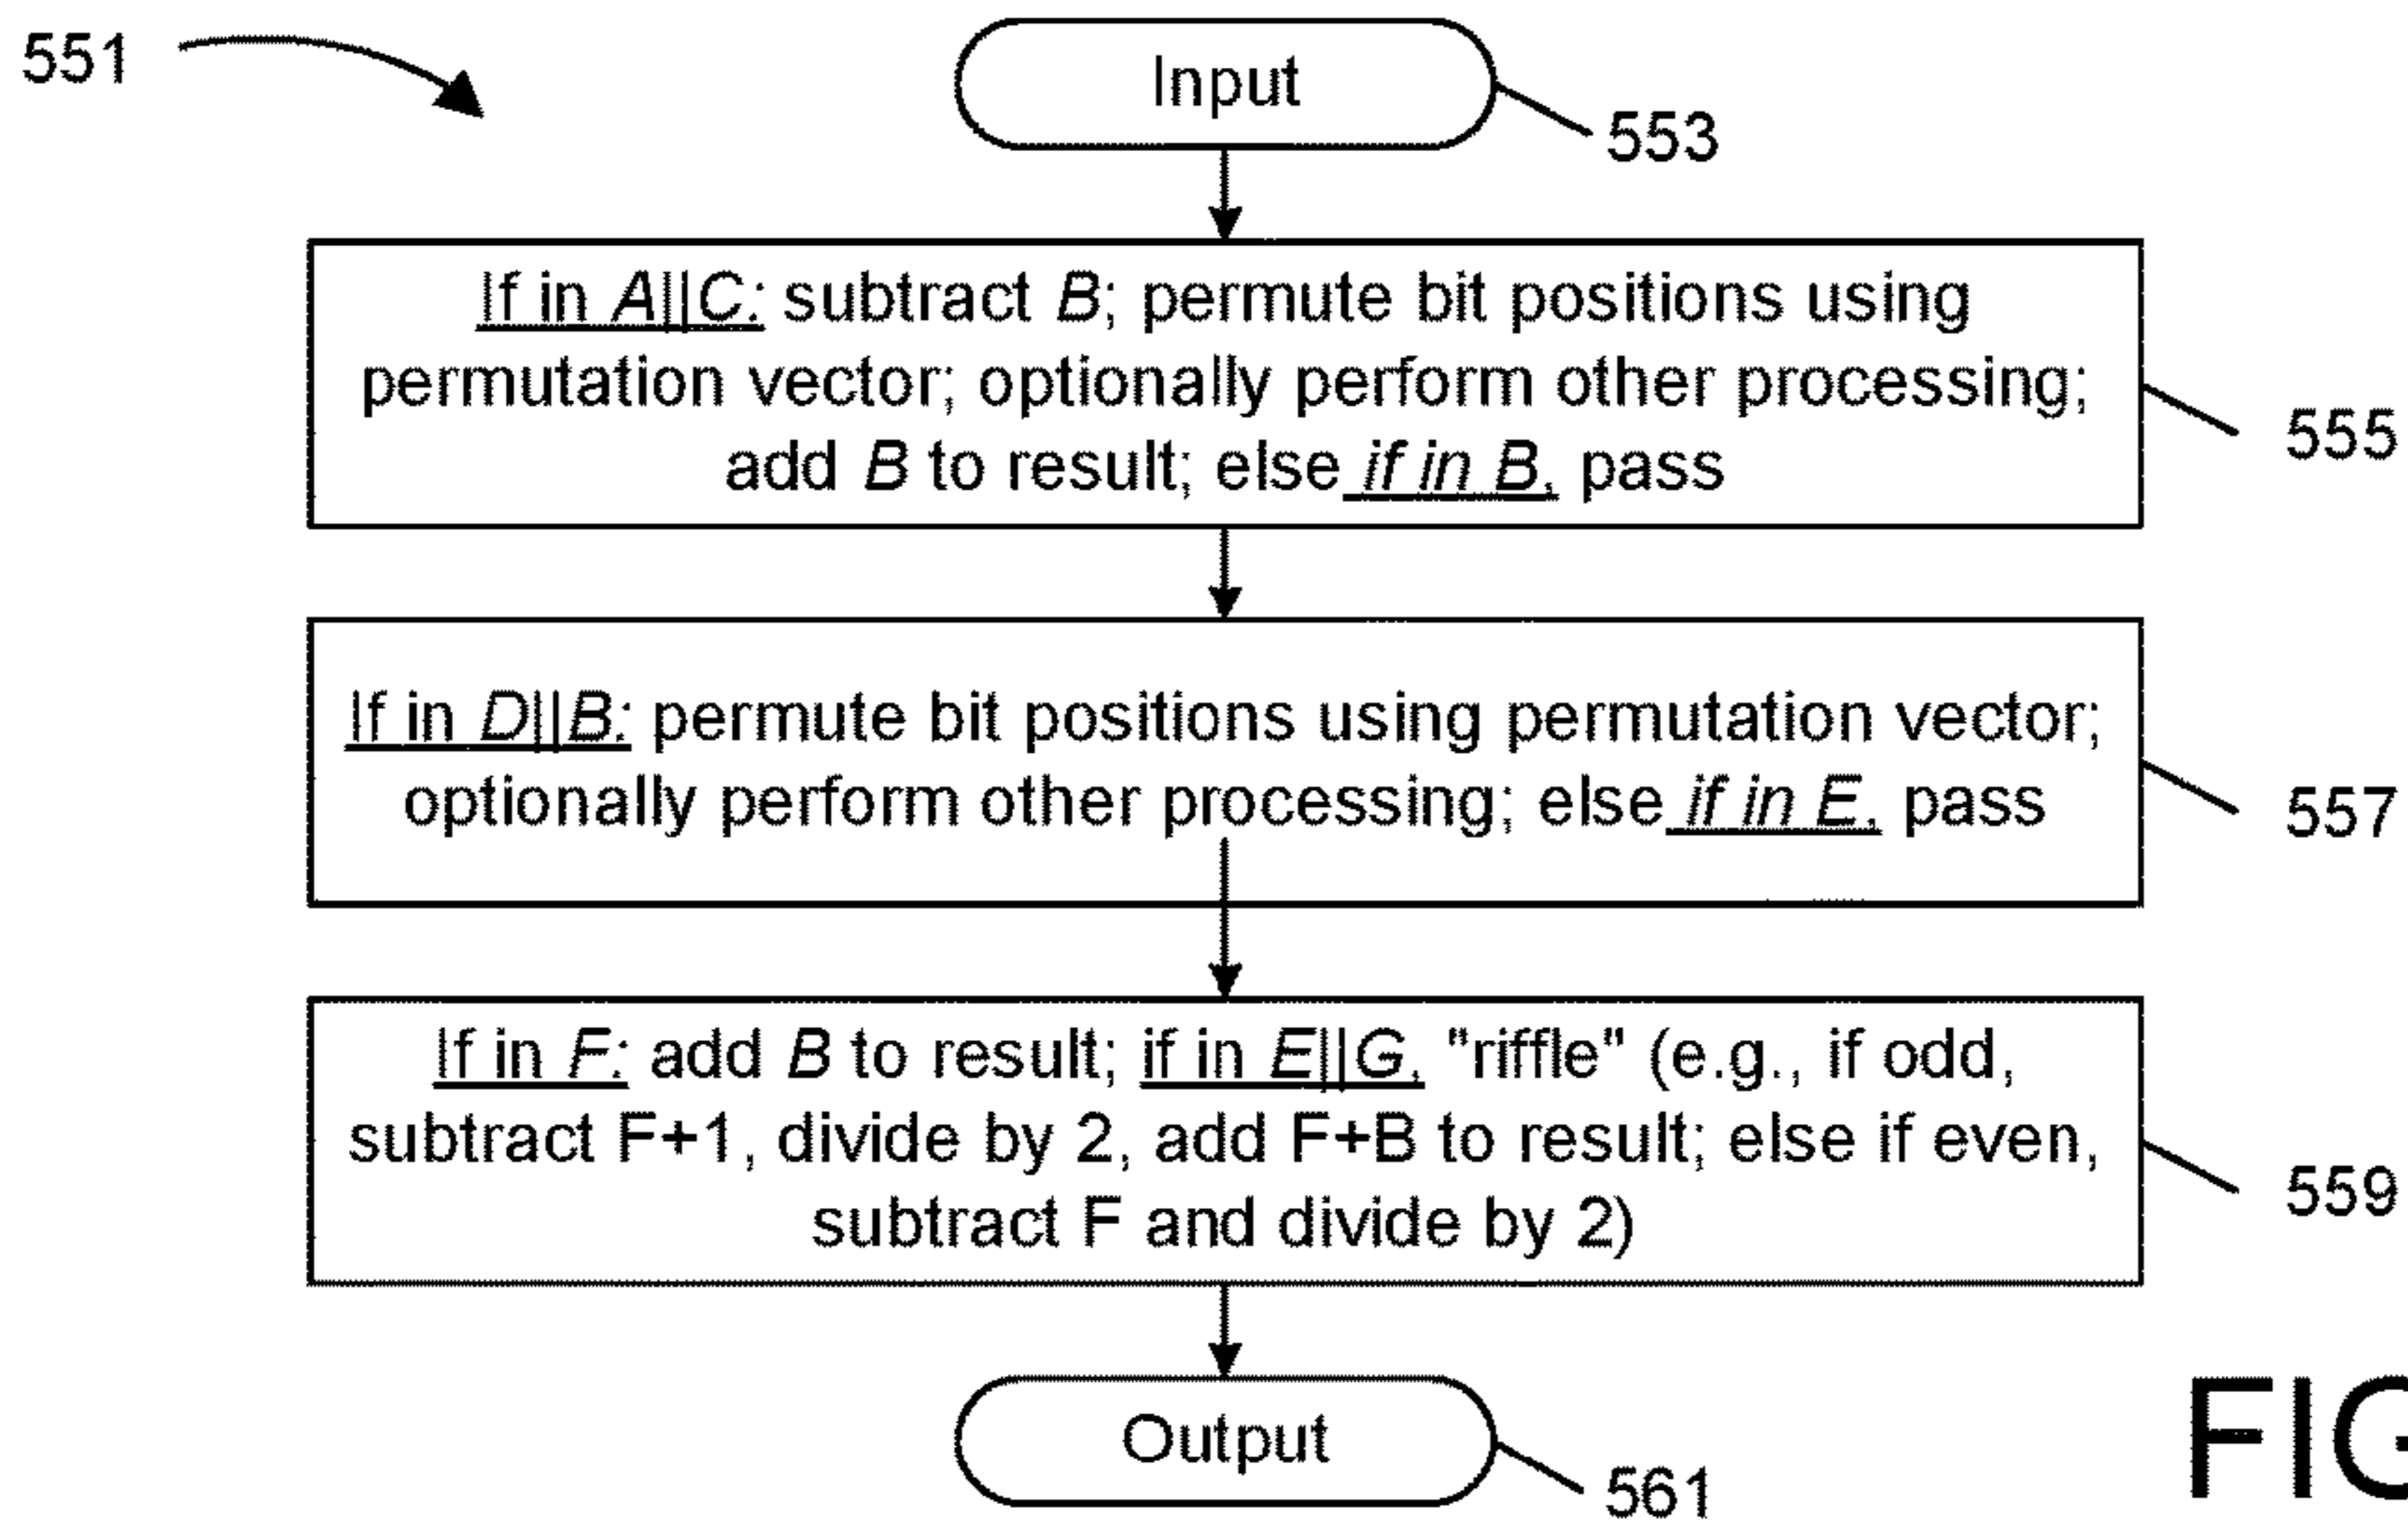 551
Input
553
If in A||C: subtract B; permute bit positions using
permutation vector; optionally perform other processing;
add B to result; else if in B, pass
555
If in D||B: permute bit positions using permutation vector;
optionally perform other processing; else if in E, pass
557
If in F: add B to result; if in E||G, "riffle" (e.g., if odd,
subtract F+1, divide by 2, add F+B to result; else if even,
subtract F and divide by 2)
559
Output
561
FIG